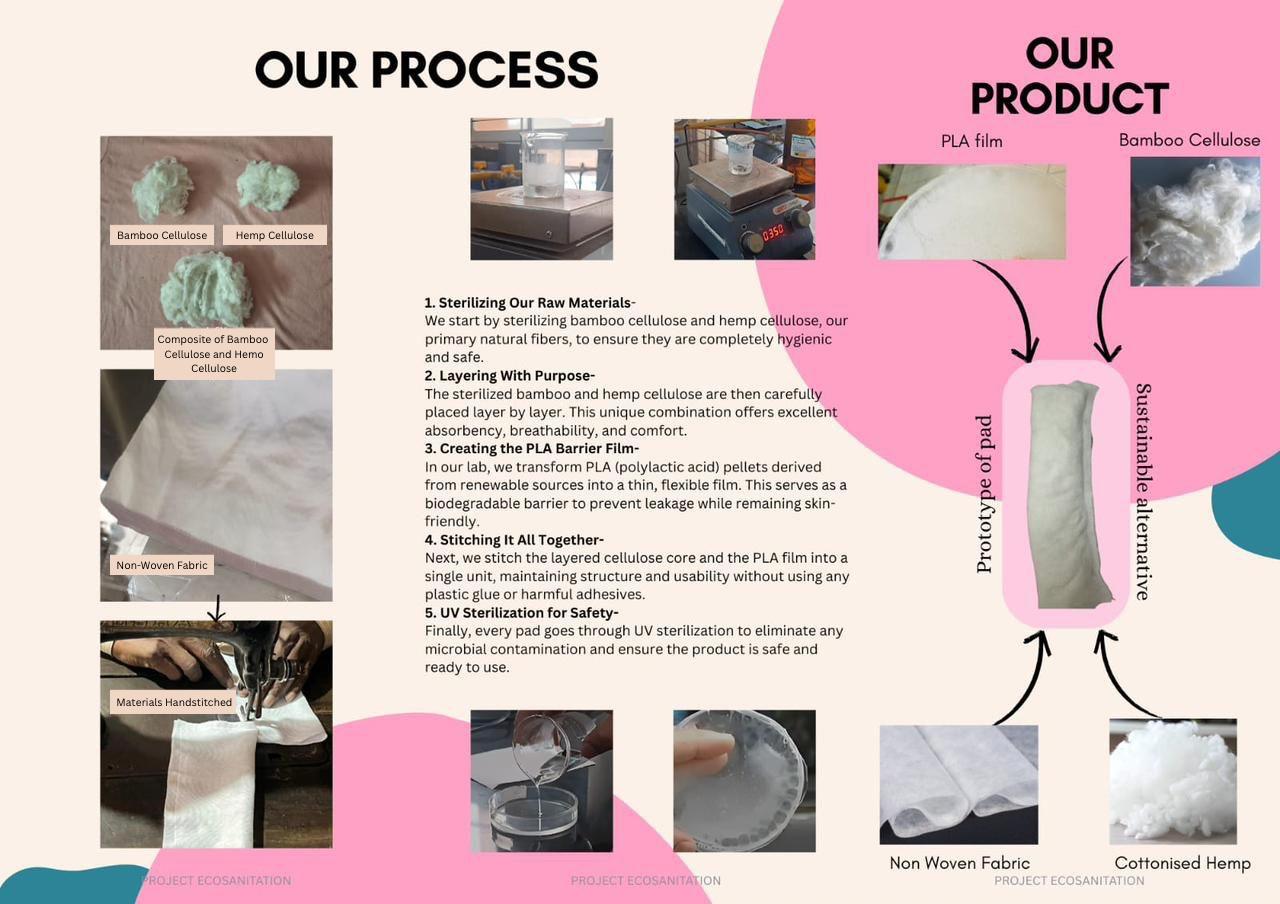 OUR PROCESS
Bamboo Cellulose
Hemp Cellulose
Composite of Bamboo
Cellulose and Hemo
Cellulose
Non-Woven Fabric
Materials Handstitched
1. Sterilizing Our Raw Materials-
We start by sterilizing bamboo cellulose and hemp cellulose, our
primary natural fibers, to ensure they are completely hygienic
and safe.
2. Layering With Purpose-
The sterilized bamboo and hemp cellulose are then carefully
placed layer by layer. This unique combination offers excellent
absorbency, breathability, and comfort.
3. Creating the PLA Barrier Film-
In our lab, we transform PLA (polylactic acid) pellets derived
from renewable sources into a thin, flexible film. This serves as a
biodegradable barrier to prevent leakage while remaining skin-
friendly.
4. Stitching It All Together-
Next, we stitch the layered cellulose core and the PLA film into a
single unit, maintaining structure and usability without using any
plastic glue or harmful adhesives.
5. UV Sterilization for Safety-
Finally, every pad goes through UV sterilization to eliminate any
microbial contamination and ensure the product is safe and
ready to use.
0350
OUR
PRODUCT
PLA film
Bamboo Cellulose
Prototype of pad
Sustainable alternative
Non Woven Fabric
Cottonised Hemp
PROJECT ECOSANITATION
PROJECT ECOSANITATION
PROJECT ECOSANITATION